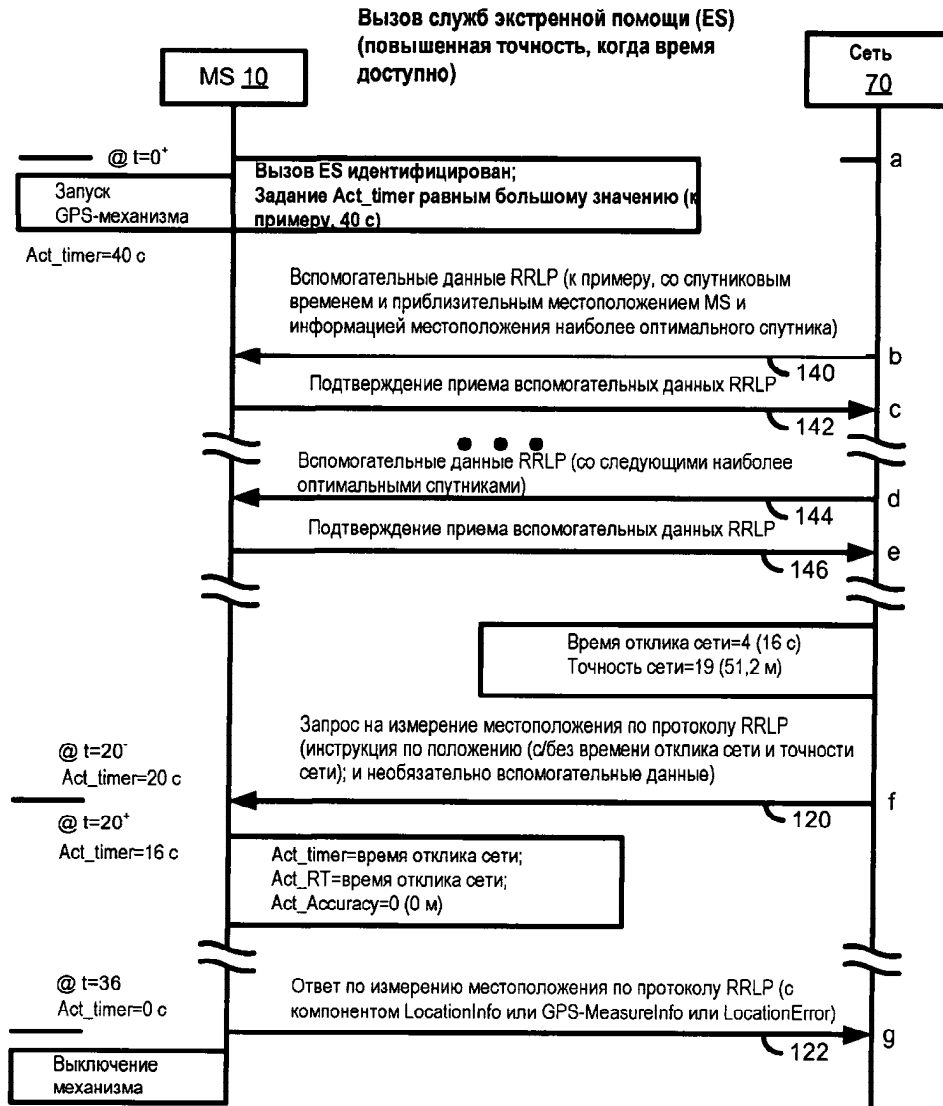 Вызов служб экстренной помощи (ES)
(повышенная точность, когда время
доступно)
MS 10
Сеть
70
@ t=0+
a
Вызов ES идентифицирован;
Задание Act_timer равным большому значению (к
примеру, 40 с)
Запуск
GPS-механизма
Act_timer=40 с
Вспомогательные данные RRLP (к примеру, со спутниковым
временем и приблизительным местоположением MS и
информацией местоположения наиболее оптимального спутника)
b
140
Подтверждение приема вспомогательных данных RRLP
c
142
Вспомогательные данные RRLP (со следующими наиболее
оптимальными спутниками)
d
144
Подтверждение приема вспомогательных данных RRLP
e
146
Время отклика сети=4 (16 с)
Точность сети=19 (51,2 м)
Запрос на измерение местоположения по протоколу RRLP
(инструкция по положению (с/без времени отклика сети и точности
сети); и необязательно вспомогательные данные)
@ t=20-
Act_timer=20 с
f
120
@ t=20+
Act_timer=16 с
Act_timer=время отклика сети;
Act_RT=время отклика сети;
Act_Accuracy=0 (0 м)
@ t=36
Act_timer=0 с
Ответ по измерению местоположения по протоколу RRLP (с
компонентом LocationInfo или GPS-MeasureInfo или LocationError)
g
122
Выключение
механизма